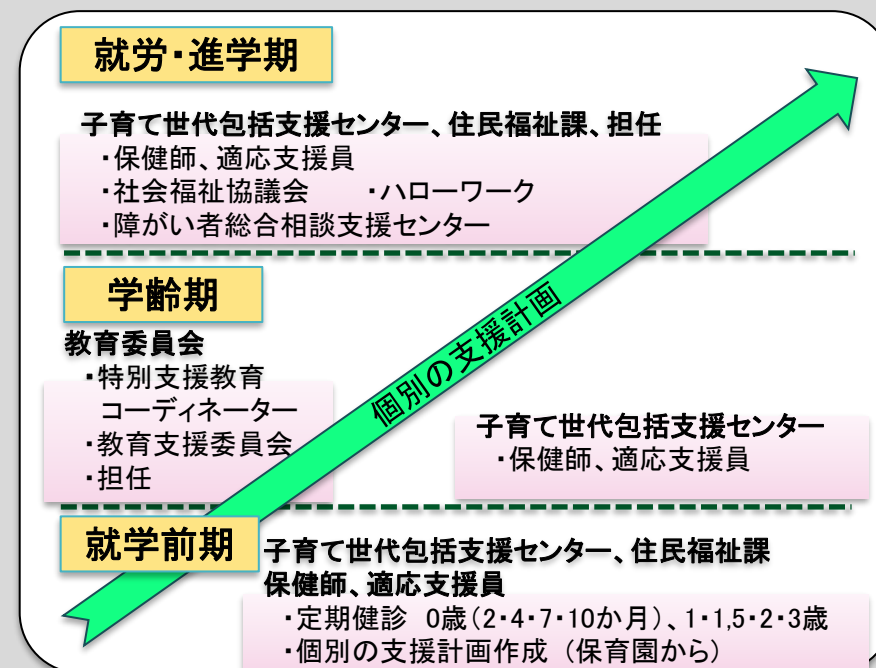 就労・進学期
子育て世代包括支援センター、住民福祉課、担任
・保健師、適応支援員
・社会福祉協議会　　・ハローワーク
・障がい者総合相談支援センター
学齢期
教育委員会
・特別支援教育
コーディネーター
・教育支援委員会
・担任
個別の支援計画
子育て世代包括支援センター
・保健師、適応支援員
就学前期
子育て世代包括支援センター、住民福祉課
保健師、適応支援員
・定期健診　0歳（2・4・7・10か月）、1・1,5・2・3歳
・個別の支援計画作成（保育園から）